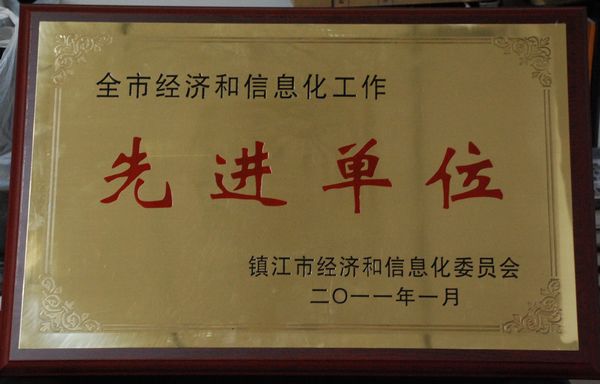 全市经济和信息化工作
先进单位
镇江市经济和信息化委员会
二〇一一年一月